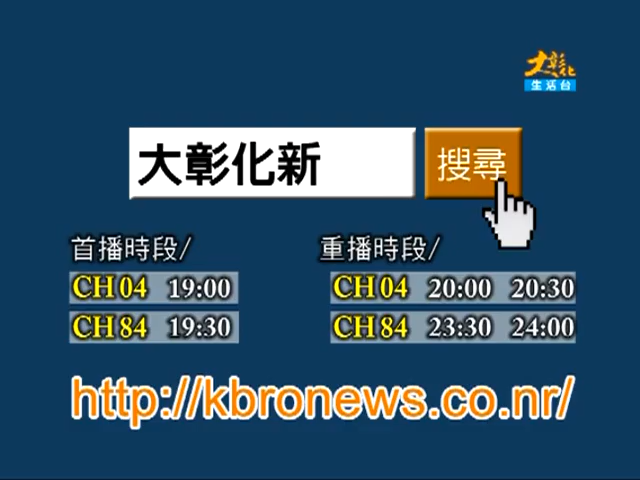 大彰化
生活台
大彰化新
搜尋
首播時段/
重播時段/
CH04 19:00
CH04 20:00 20:30
CH84 19:30
CH84 23:30 24:00
http://kbronews.co.nr/